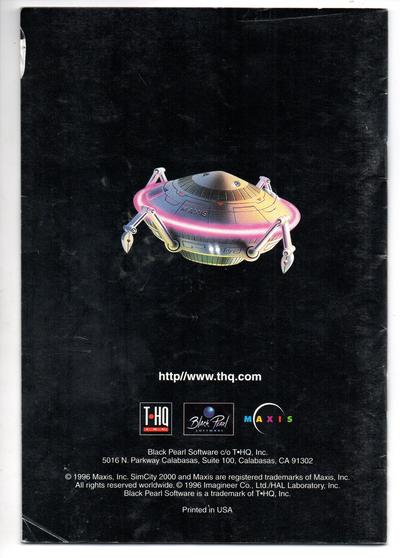 MAXIS
http//www.thq.com
T•HQ
INC.
Black Pearl
SOFTWARE
MAXIS
Black Pearl Software c/o T•HQ, Inc.
5016 N. Parkway Calabasas, Suite 100, Calabasas, CA 91302
© 1996 Maxis, Inc. SimCity 2000 and Maxis are registered trademarks of Maxis, Inc.
All rights reserved worldwide. © 1996 Imagineer Co., Ltd./HAL Laboratory, Inc.
Black Pearl Software is a trademark of T•HQ, Inc.
Printed in USA